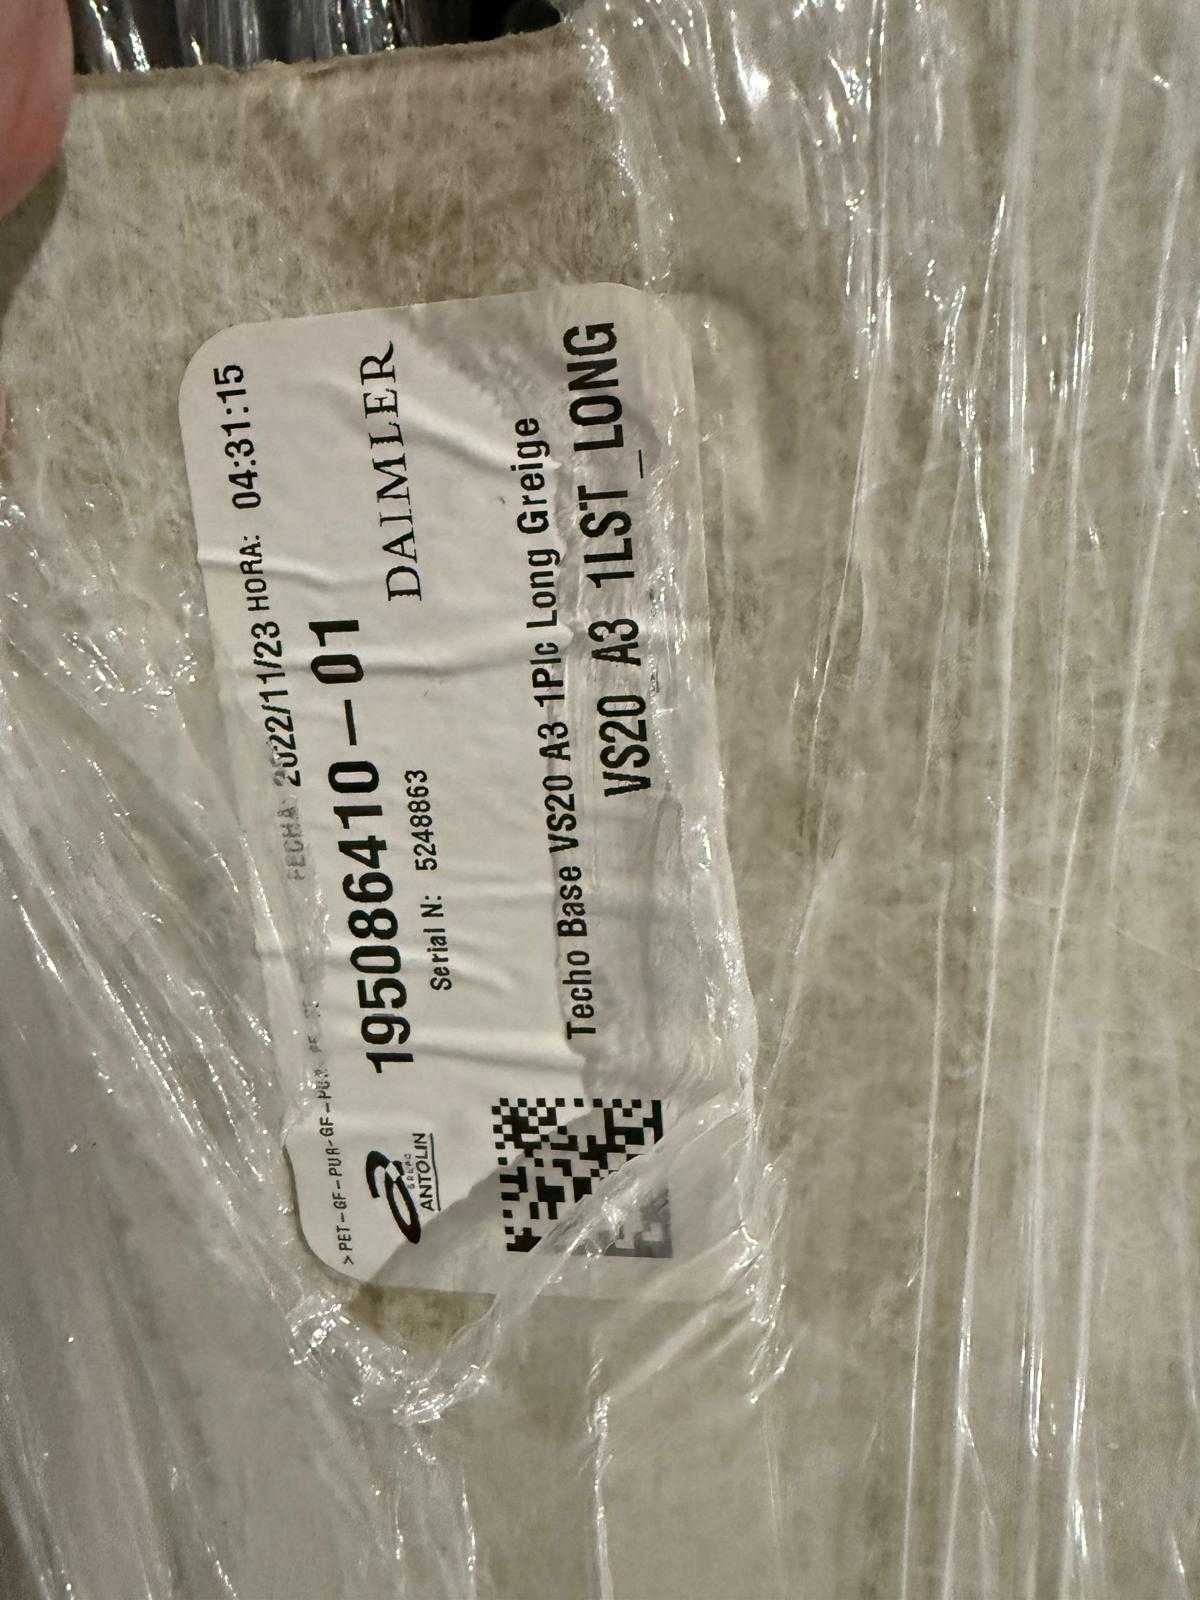 >PET-GF-PUR-GF-PUR
FECHA: 2022/11/23 HORA: 04:31:15
GRUPO
ANTOLIN
195086410-01
Serial N: 5248863
DAIMLER
Techo Base VS20 A3 1Plc Long Greige
VS20 A3 1LST_LONG